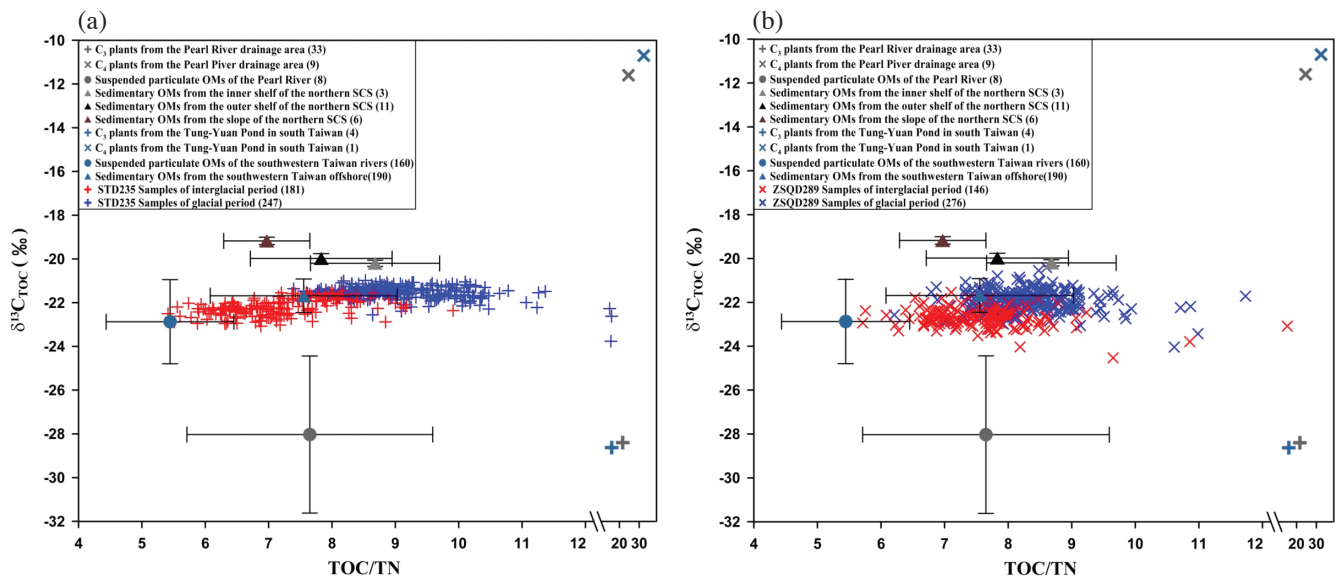 (a)
-10
-12
-14
-16
-18
-20
-22
-24
-26
-28
-30
-32
δ¹³C_TOC ( ‰ )
C₃ plants from the Pearl River drainage area (33)
C₄ plants from the Pearl Piver drainage area (9)
Suspended particulate OMs of the Pearl River (8)
Sedimentary OMs from the inner shelf of the northern SCS (3)
Sedimentary OMs from the outer shelf of the northern SCS (11)
Sedimentary OMs from the slope of the northern SCS (6)
C₃ plants from the Tung-Yuan Pond in south Taiwan (4)
C₄ plants from the Tung-Yuan Pond in south Taiwan (1)
Suspended particulate OMs of the southwestern Taiwan rivers (160)
Sedimentary OMs from the southwestern Taiwan offshore(190)
STD235 Samples of interglacial period (181)
STD235 Samples of glacial period (247)
4 5 6 7 8 9 10 11 12 20 30
TOC/TN
(b)
-10
-12
-14
-16
-18
-20
-22
-24
-26
-28
-30
-32
δ¹³C_TOC ( ‰ )
C₃ plants from the Pearl River drainage area (33)
C₄ plants from the Pearl Piver drainage area (9)
Suspended particulate OMs of the Pearl River (8)
Sedimentary OMs from the inner shelf of the northern SCS (3)
Sedimentary OMs from the outer shelf of the northern SCS (11)
Sedimentary OMs from the slope of the northern SCS (6)
C₃ plants from the Tung-Yuan Pond in south Taiwan (4)
C₄ plants from the Tung-Yuan Pond in south Taiwan (1)
Suspended particulate OMs of the southwestern Taiwan rivers (160)
Sedimentary OMs from the southwestern Taiwan offshore(190)
ZSQD289 Samples of interglacial period (146)
ZSQD289 Samples of glacial period (276)
4 5 6 7 8 9 10 11 12 20 30
TOC/TN